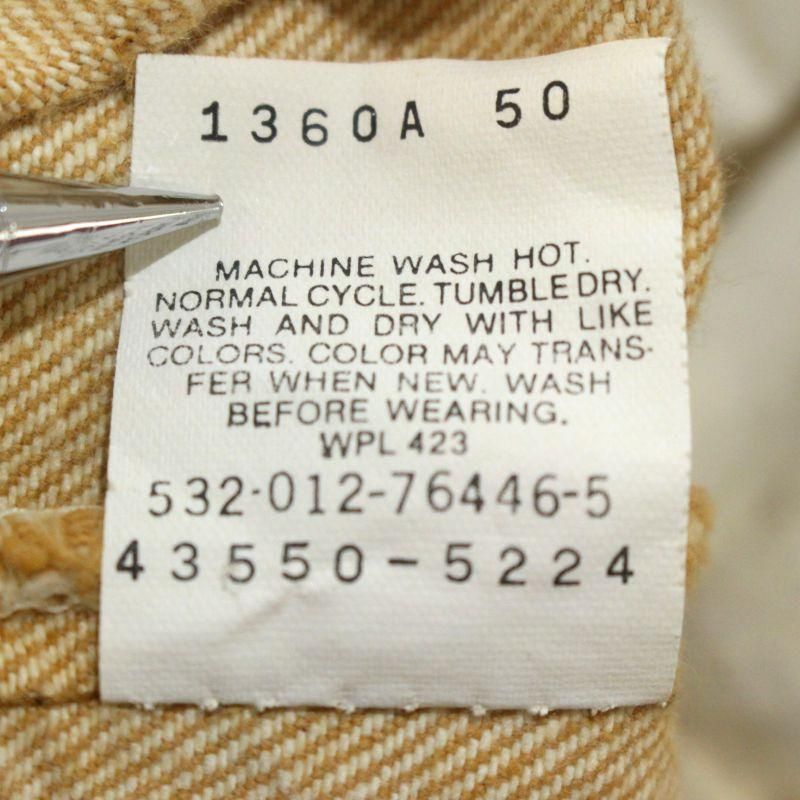 1360A 50
MACHINE WASH HOT.
NORMAL CYCLE. TUMBLE DRY.
WASH AND DRY WITH LIKE
COLORS. COLOR MAY TRANS-
FER WHEN NEW. WASH
BEFORE WEARING.
WPL 423
532-012-76446-5
43550-5224